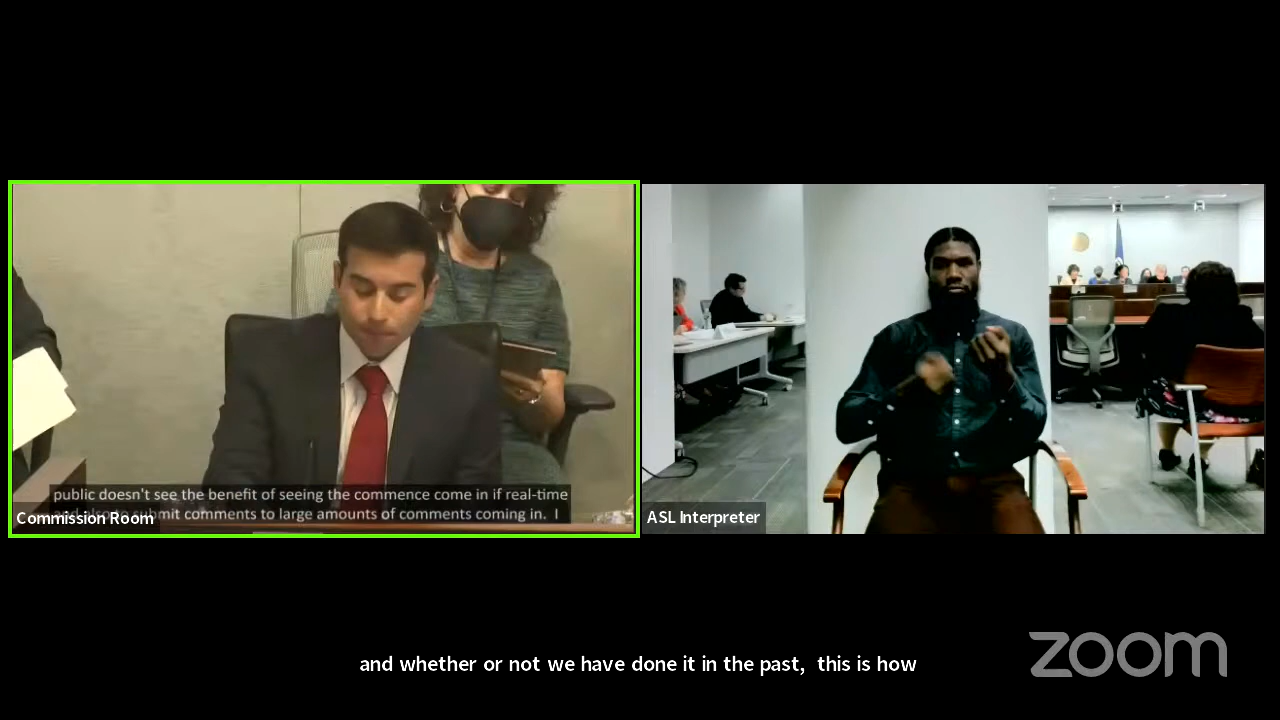 public doesn't see the benefit of seeing the commence come in if real-time
submit comments to large amounts of comments coming in. I
Commission Room
ASL Interpreter
and whether or not we have done it in the past, this is how
zoom